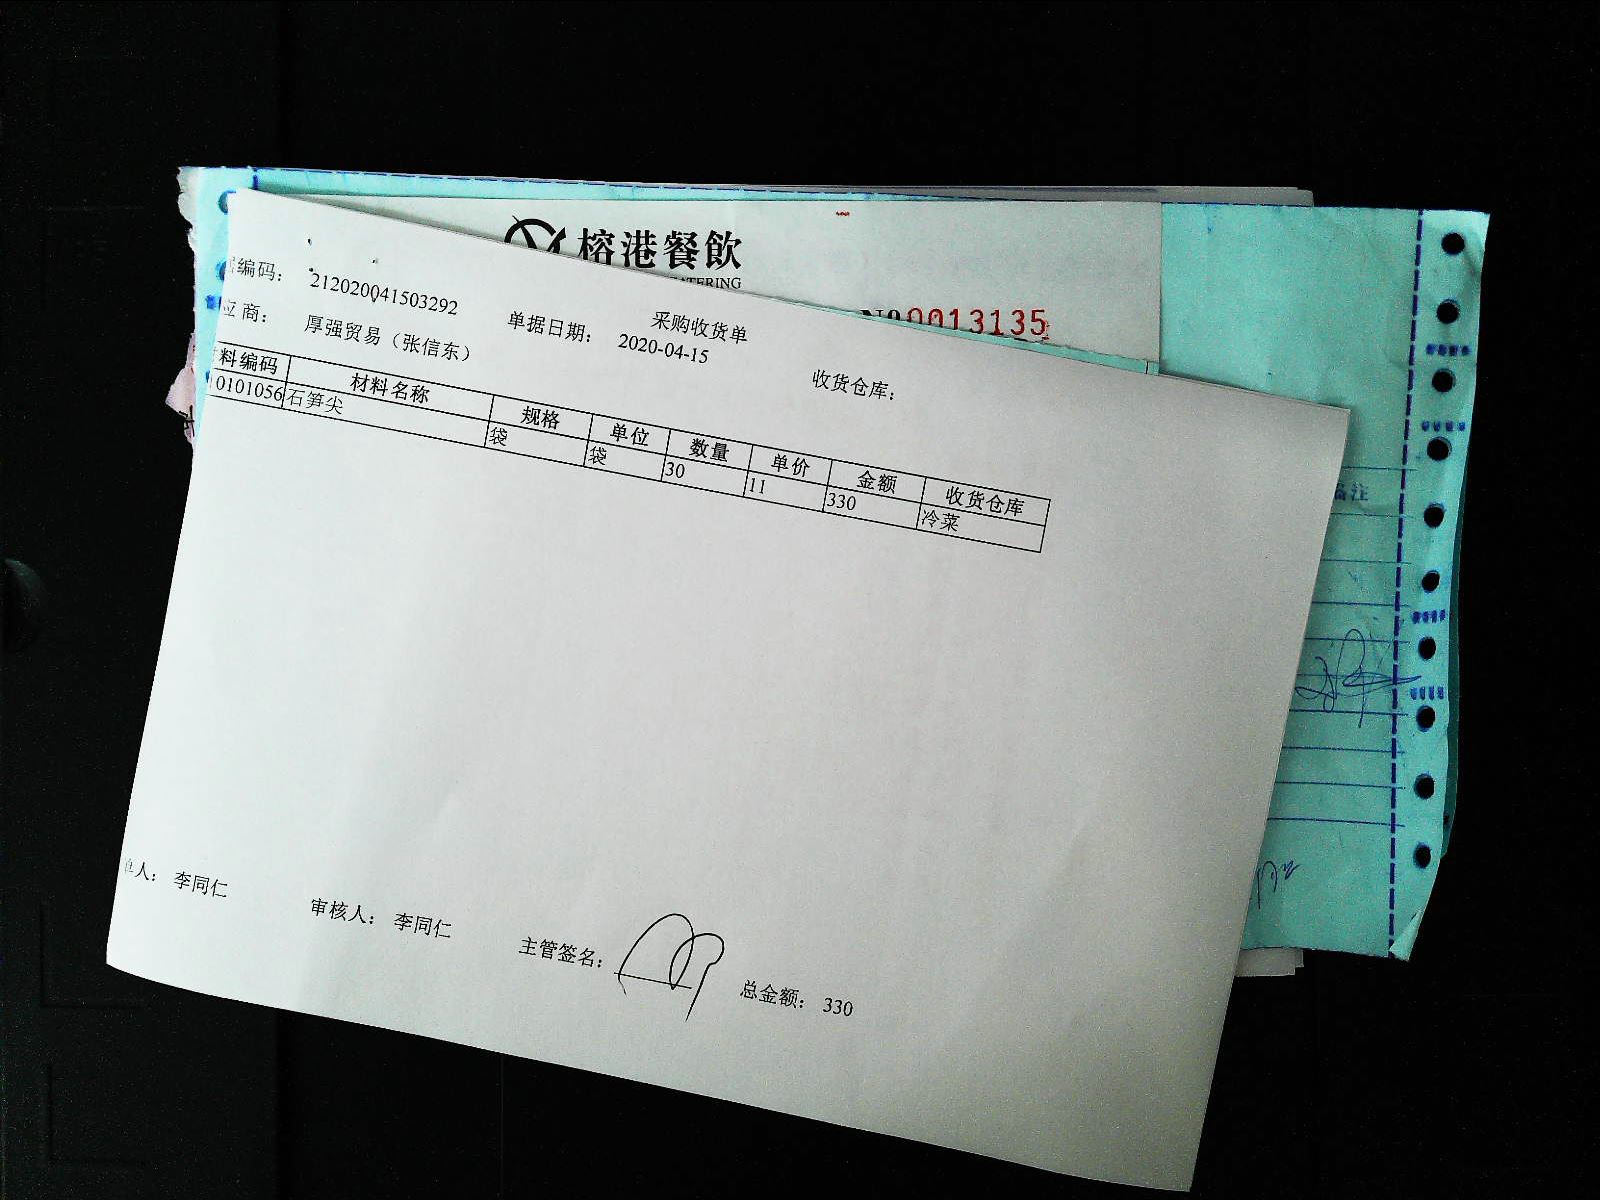 榕港餐飲
CATERING
№0013135
采购收货单
编码： 212020041503292
应商： 厚强贸易（张信东） 单据日期： 2020-04-15 收货仓库：
料编码 材料名称 规格 单位 数量 单价 金额 收货仓库
0101056 石笋尖 袋 袋 30 11 330 冷菜
备注
人： 李同仁 审核人： 李同仁 主管签名： 总金额： 330